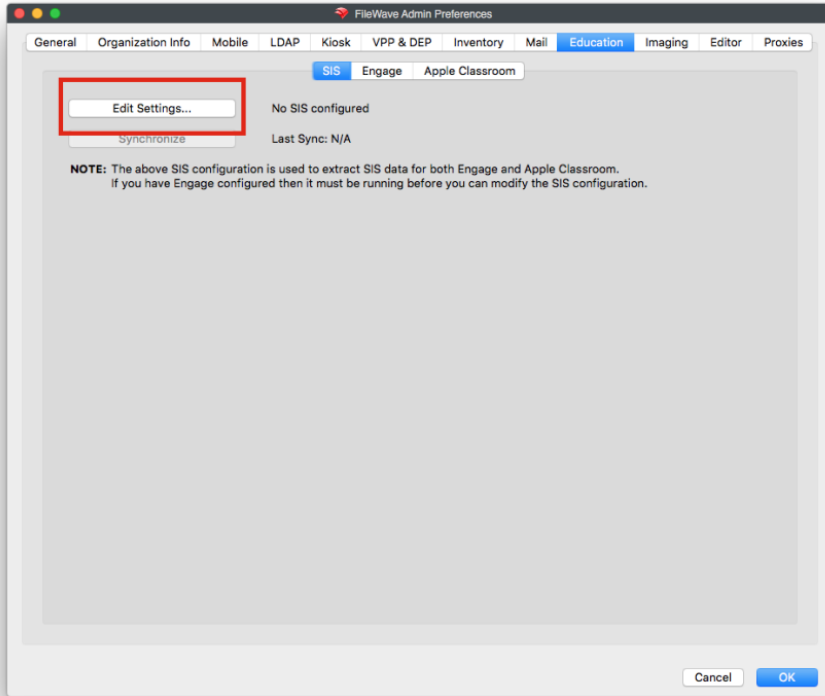 FileWave Admin Preferences
General Organization Info Mobile LDAP Kiosk VPP & DEP Inventory Mail Education Imaging Editor Proxies
SIS Engage Apple Classroom
Edit Settings... No SIS configured
Synchronize Last Sync: N/A
NOTE: The above SIS configuration is used to extract SIS data for both Engage and Apple Classroom.
If you have Engage configured then it must be running before you can modify the SIS configuration.
Cancel OK